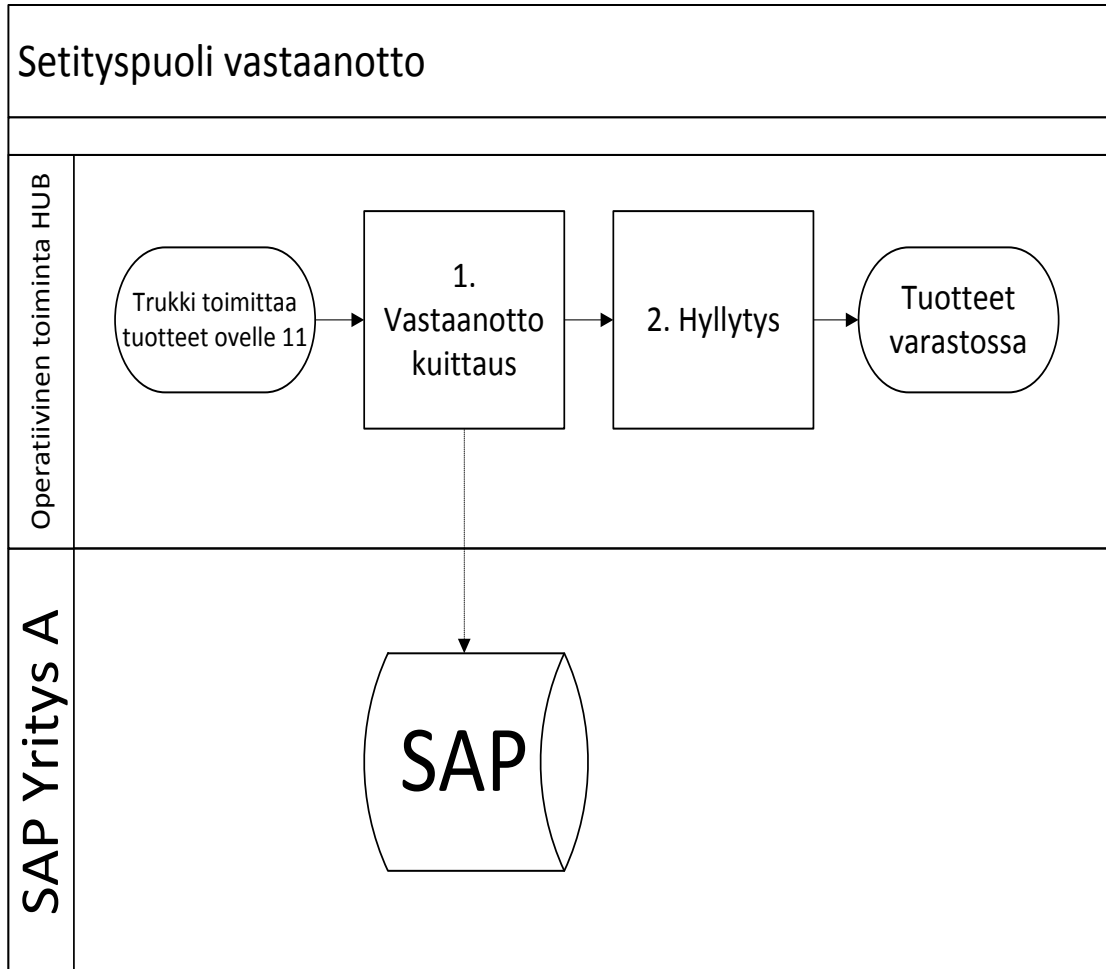 Setityspuoli vastaanotto
Operatiivinen toiminta HUB
Trukki toimittaa
tuotteet ovelle 11
1.
Vastaanotto
kuittaus
2. Hyllytys
Tuotteet
varastossa
SAP Yritys A
SAP